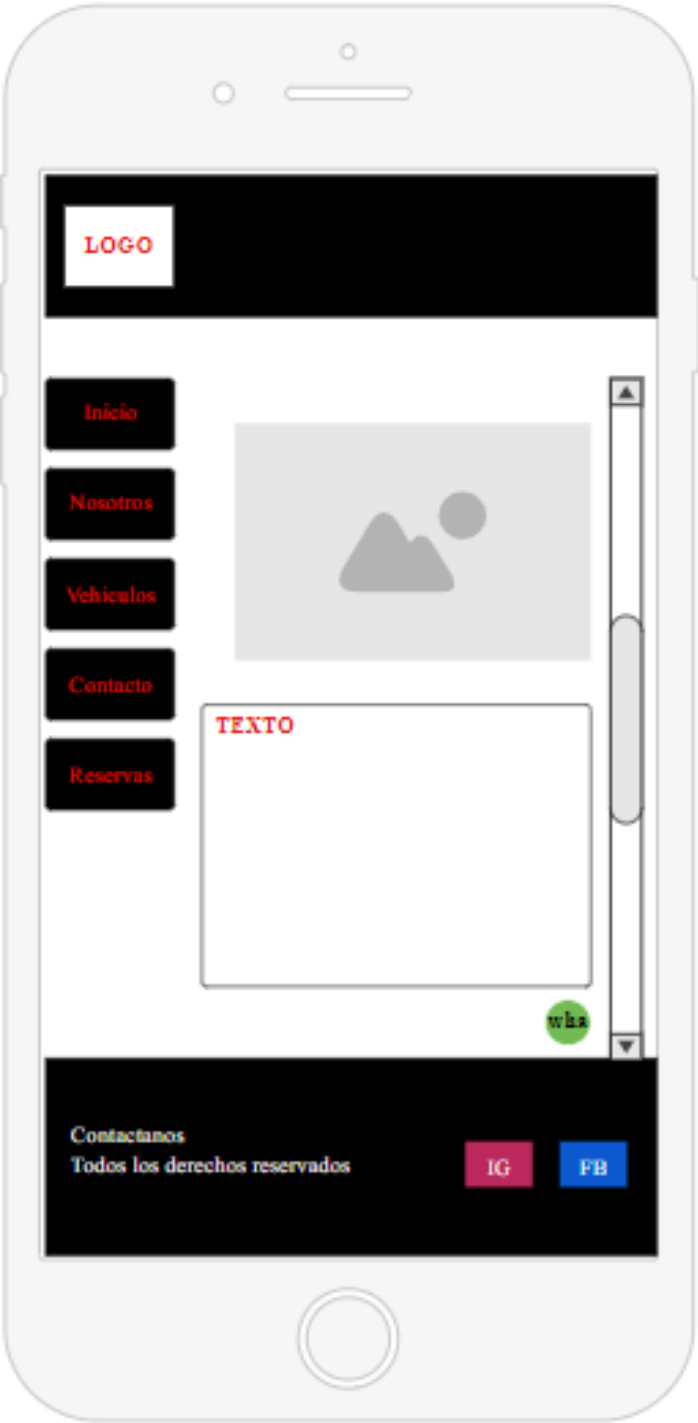 LOGO
Inicio
Nosotros
Vehiculos
Contacto
Reservas
TEXTO
wha
Contactanos
Todos los derechos reservados
IG
FB